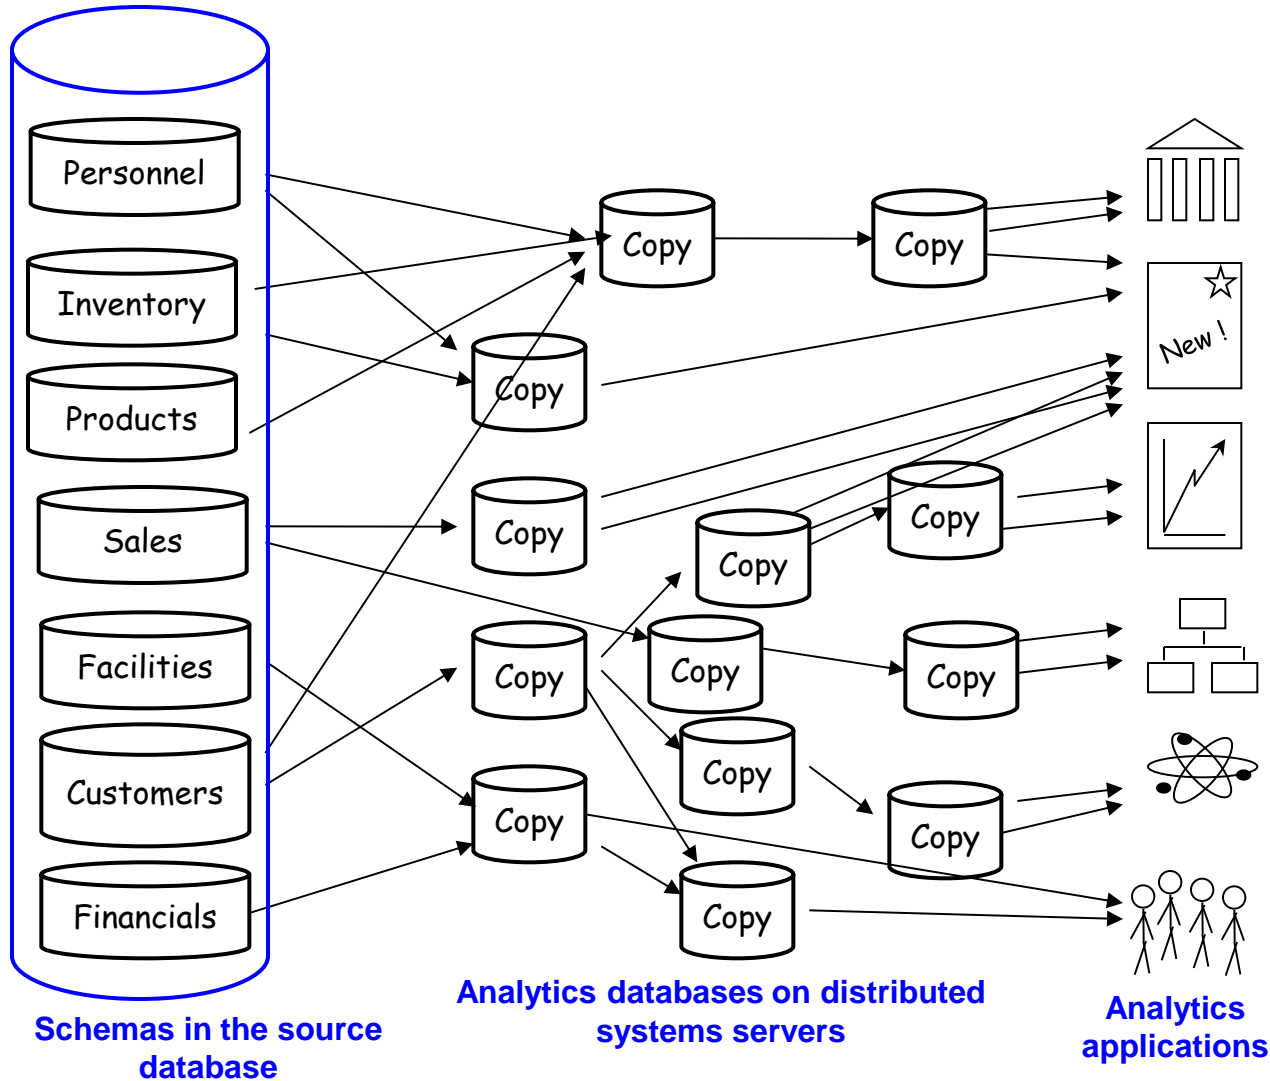 Personnel
Inventory
Products
Sales
Facilities
Customers
Financials
Copy
Copy
Copy
Copy
Copy
Copy
Copy
Copy
Copy
Copy
Copy
Copy
Copy
New !
Schemas in the source
database
Analytics databases on distributed
systems servers
Analytics
applications